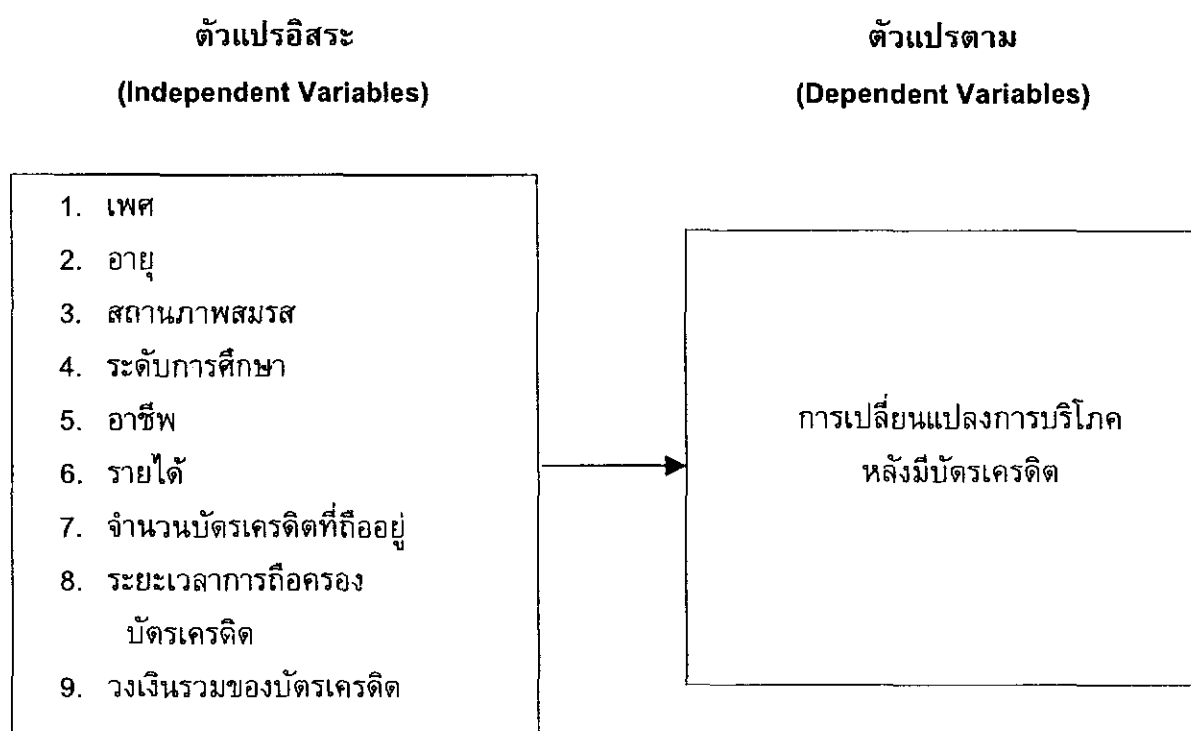 ตัวแปรอิสระ
(Independent Variables)
ตัวแปรตาม
(Dependent Variables)
1. เพศ
2. อายุ
3. สถานภาพสมรส
4. ระดับการศึกษา
5. อาชีพ
6. รายได้
7. จำนวนบัตรเครดิตที่ถืออยู่
8. ระยะเวลาการถือครอง
บัตรเครดิต
9. วงเงินรวมของบัตรเครดิต
การเปลี่ยนแปลงการบริโภค
หลังมีบัตรเครดิต